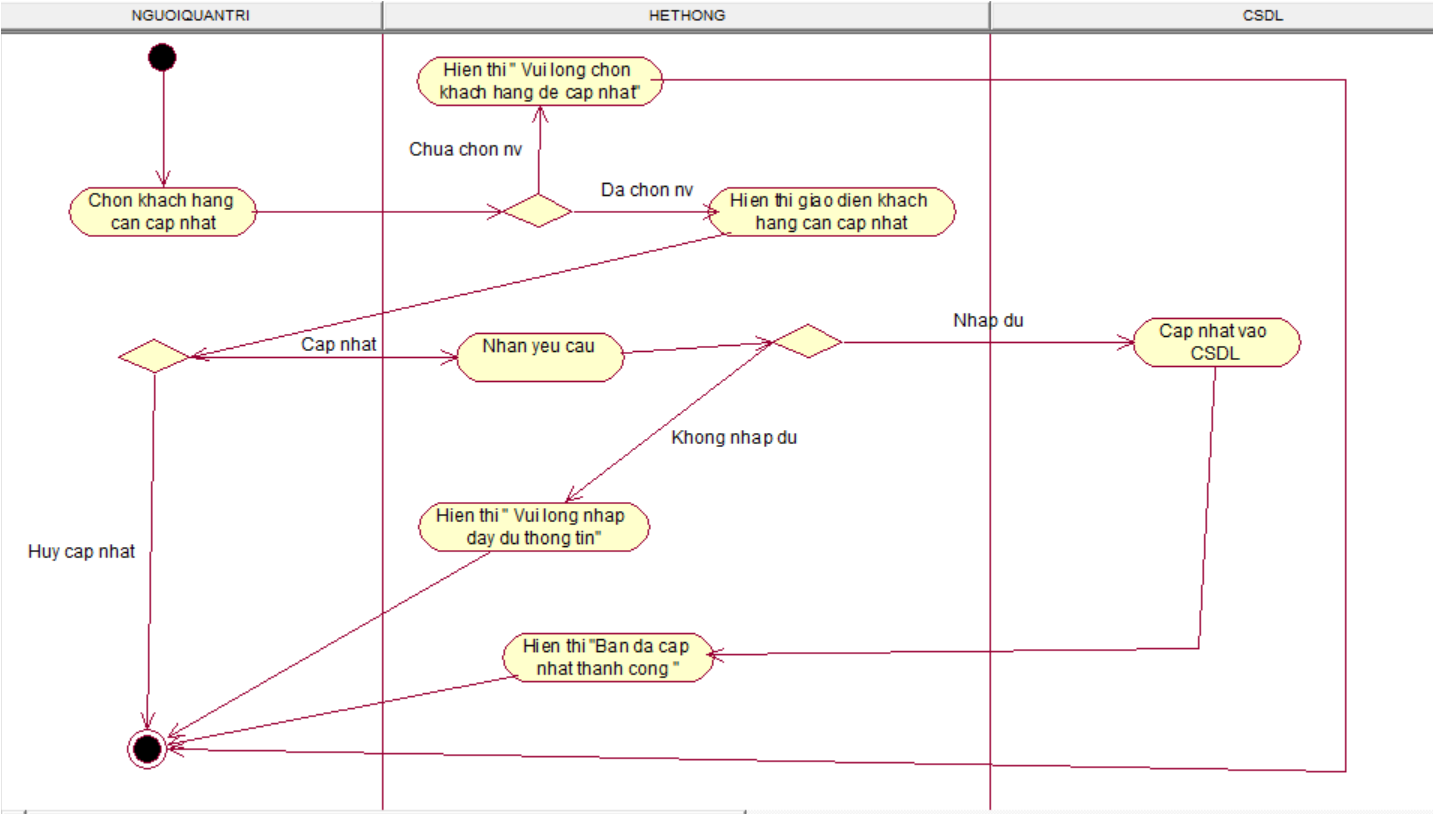 NGUOIQUANTRI
HETHONG
CSDL
Hien thi " Vui long chon
khach hang de cap nhat"
Chua chon nv
Da chon nv
Chon khach hang
can cap nhat
Hien thi giao dien khach
hang can cap nhat
Cap nhat
Nhan yeu cau
Nhap du
Cap nhat vao
CSDL
Khong nhap du
Hien thi " Vui long nhap
day du thong tin"
Huy cap nhat
Hien thi "Ban da cap
nhat thanh cong "